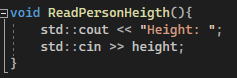 void ReadPersonHeigth(){
    std::cout << "Height: ";
    std::cin >> height;
}